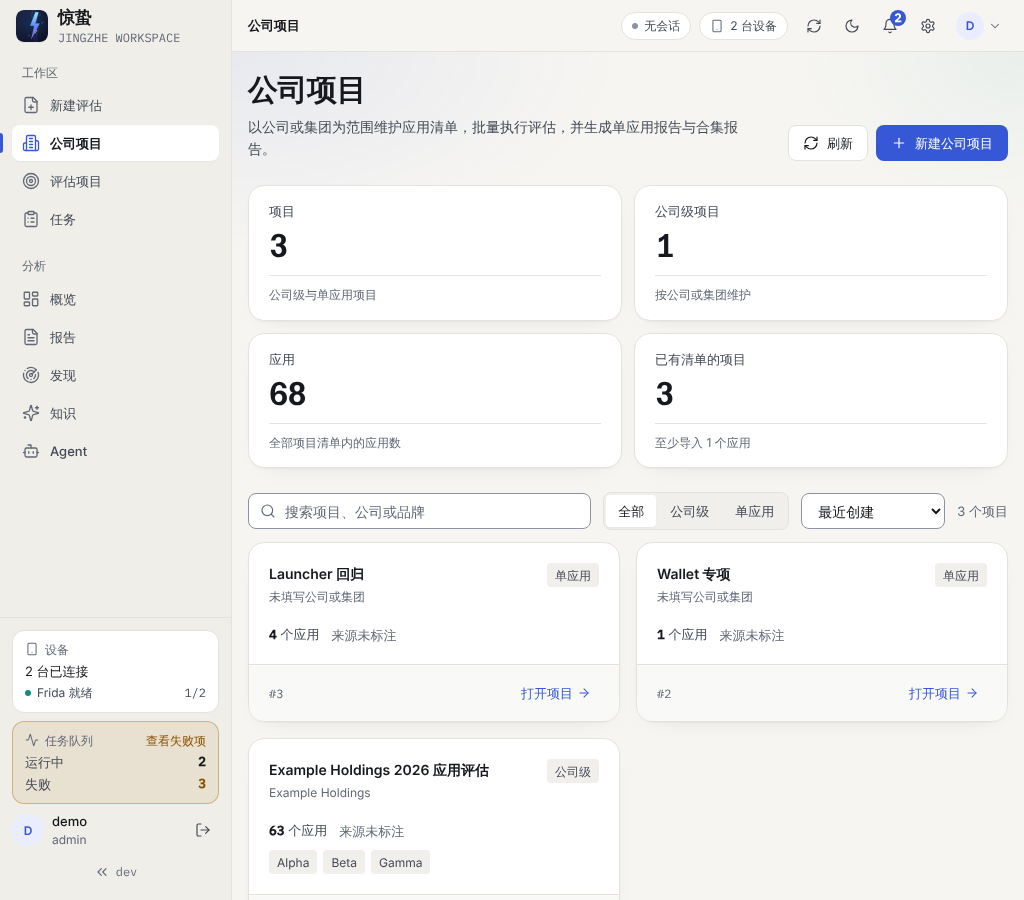 惊蛰
JINGZHE WORKSPACE
工作区
新建评估
公司项目
评估项目
任务
分析
概览
报告
发现
知识
Agent
设备
2 台已连接
Frida 就绪 1/2
任务队列 查看失败项
运行中 2
失败 3
D
demo
admin
dev
公司项目
无会话
2 台设备
2
D
公司项目
以公司或集团为范围维护应用清单，批量执行评估，并生成单应用报告与合集报
告。
刷新
新建公司项目
项目
3
公司级与单应用项目
公司级项目
1
按公司或集团维护
应用
68
全部项目清单内的应用数
已有清单的项目
3
至少导入 1 个应用
搜索项目、公司或品牌
全部 公司级 单应用
最近创建
3 个项目
Launcher 回归 单应用
未填写公司或集团
4 个应用 来源未标注
#3 打开项目
Wallet 专项 单应用
未填写公司或集团
1 个应用 来源未标注
#2 打开项目
Example Holdings 2026 应用评估 公司级
Example Holdings
63 个应用 来源未标注
Alpha Beta Gamma